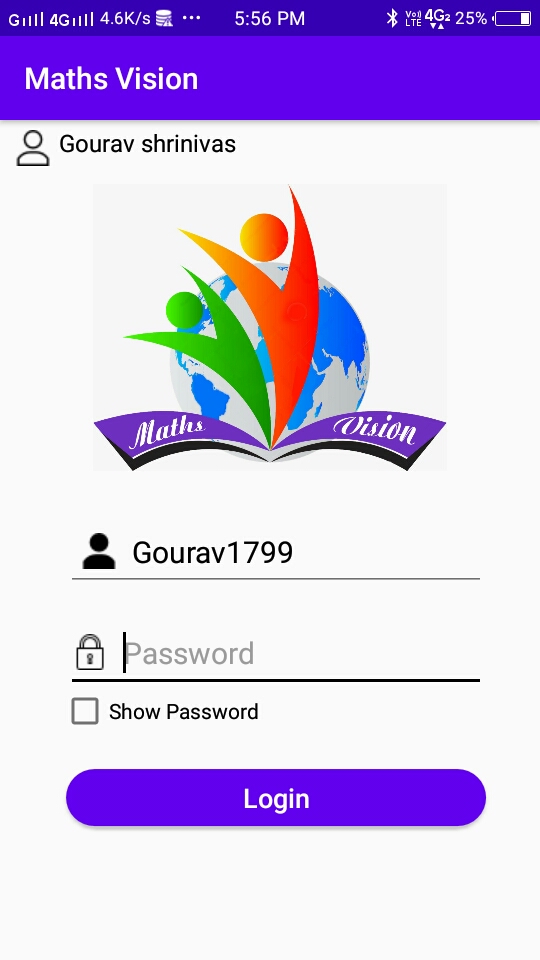 G 4G 4.6K/s ••• 5:56 PM VoI LTE 4G2 25%
Maths Vision
Gourav shrinivas
Maths Vision
Gourav1799
Password
Show Password
Login